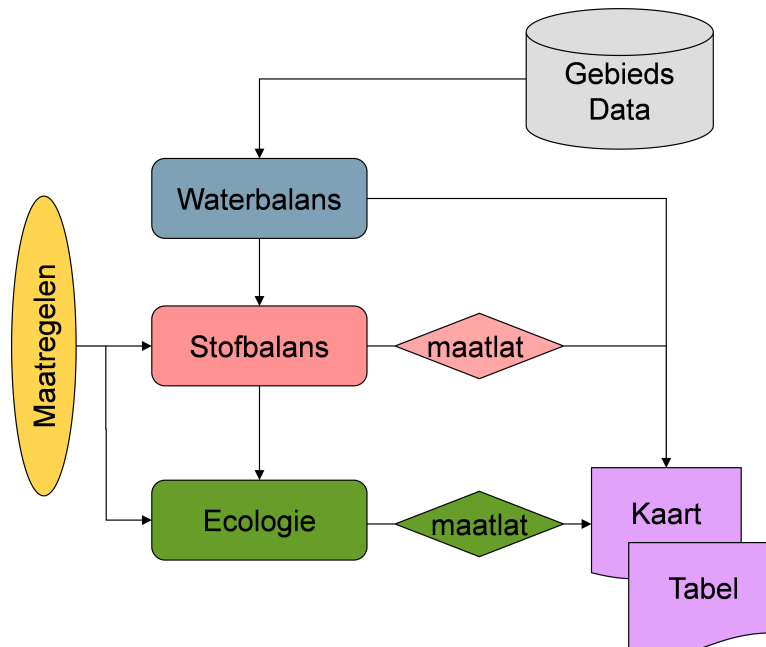 Gebieds
Data
Waterbalans
Maatregelen
Stofbalans
maatlat
Ecologie
maatlat
Kaart
Tabel